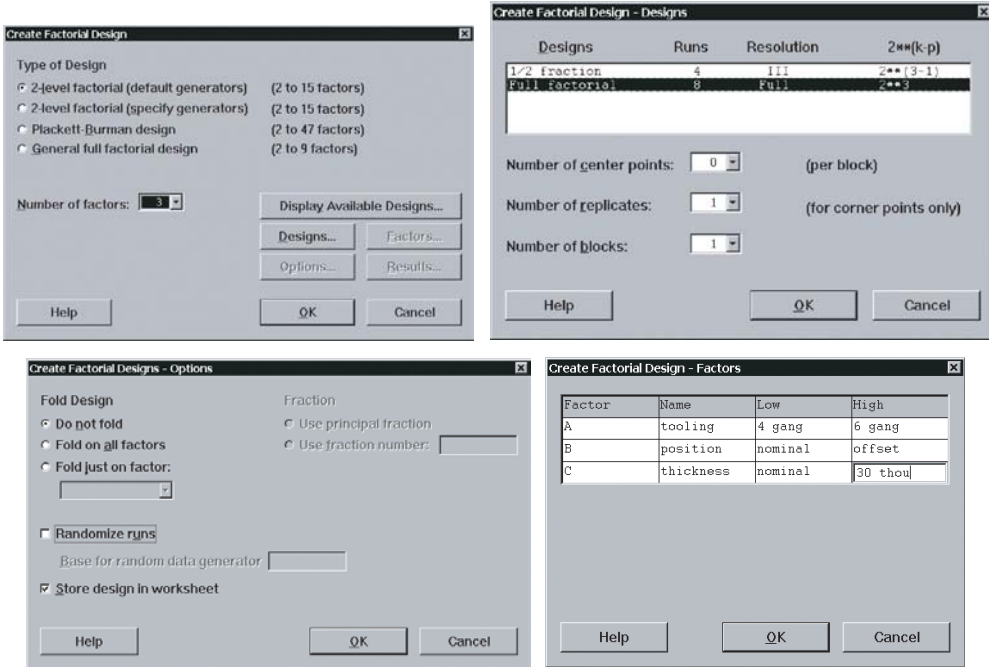 Create Factorial Design
Type of Design
2-level factorial (default generators) (2 to 15 factors)
2-level factorial (specify generators) (2 to 15 factors)
Plackett-Burman design (2 to 47 factors)
General full factorial design (2 to 9 factors)
Number of factors: 3
Display Available Designs...
Designs... Factors...
Options... Results...
Help OK Cancel
Create Factorial Design - Designs
Designs Runs Resolution 2**(k-p)
1/2 fraction 4 III 2**(3-1)
Full factorial 8 Full 2**3
Number of center points: 0 (per block)
Number of replicates: 1 (for corner points only)
Number of blocks: 1
Help OK Cancel
Create Factorial Designs - Options
Fold Design Fraction
Do not fold Use principal fraction
Fold on all factors Use fraction number:
Fold just on factor:
Randomize runs
Base for random data generator
Store design in worksheet
Help OK Cancel
Create Factorial Design - Factors
Factor Name Low High
A tooling 4 gang 6 gang
B position nominal offset
C thickness nominal 30 thou
Help OK Cancel